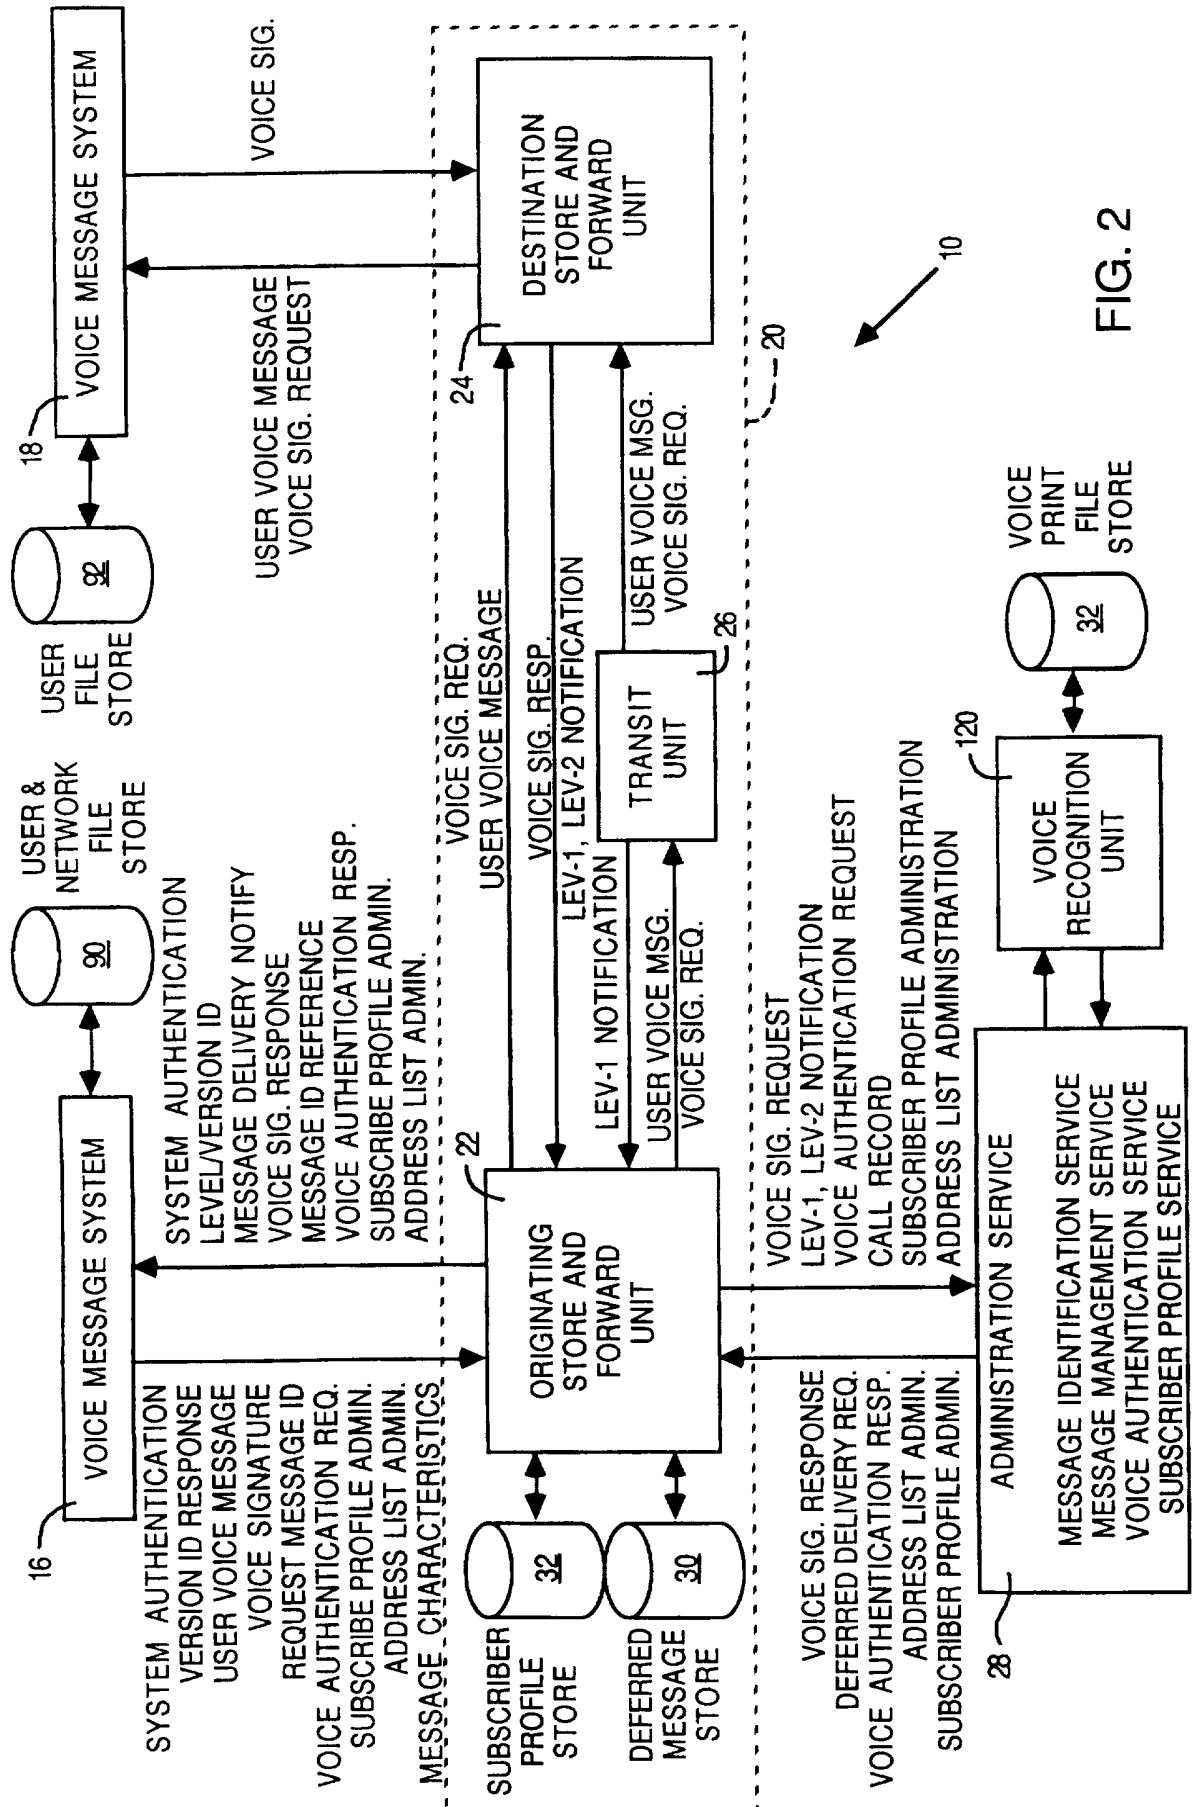 16
VOICE MESSAGE SYSTEM
90
USER &
NETWORK
FILE
STORE
USER
FILE
STORE
92
18
VOICE MESSAGE SYSTEM
SYSTEM AUTHENTICATION
VERSION ID RESPONSE
USER VOICE MESSAGE
VOICE SIGNATURE
REQUEST MESSAGE ID
VOICE AUTHENTICATION REQ.
SUBSCRIBE PROFILE ADMIN.
ADDRESS LIST ADMIN.
MESSAGE CHARACTERISTICS
SYSTEM AUTHENTICATION
LEVEL/VERSION ID
MESSAGE DELIVERY NOTIFY
VOICE SIG. RESPONSE
MESSAGE ID REFERENCE
VOICE AUTHENTICATION RESP.
SUBSCRIBE PROFILE ADMIN.
ADDRESS LIST ADMIN.
USER VOICE MESSAGE
VOICE SIG. REQUEST
VOICE SIG.
SUBSCRIBER
PROFILE
STORE
32
DEFERRED
MESSAGE
STORE
30
22
ORIGINATING
STORE AND
FORWARD
UNIT
VOICE SIG. REQ.
USER VOICE MESSAGE
VOICE SIG. RESP.
LEV-1, LEV-2 NOTIFICATION
LEV-1 NOTIFICATION
USER VOICE MSG.
VOICE SIG. REQ.
TRANSIT
UNIT
26
USER VOICE MSG.
VOICE SIG. REQ.
24
DESTINATION
STORE AND
FORWARD
UNIT
20
VOICE SIG. RESPONSE
DEFERRED DELIVERY REQ.
VOICE AUTHENTICATION RESP.
ADDRESS LIST ADMIN.
SUBSCRIBER PROFILE ADMIN.
VOICE SIG. REQUEST
LEV-1, LEV-2 NOTIFICATION
VOICE AUTHENTICATION REQUEST
CALL RECORD
SUBSCRIBER PROFILE ADMINISTRATION
ADDRESS LIST ADMINISTRATION
28
ADMINISTRATION SERVICE
MESSAGE IDENTIFICATION SERVICE
MESSAGE MANAGEMENT SERVICE
VOICE AUTHENTICATION SERVICE
SUBSCRIBER PROFILE SERVICE
120
VOICE
RECOGNITION
UNIT
32
VOICE
PRINT
FILE
STORE
10
FIG. 2